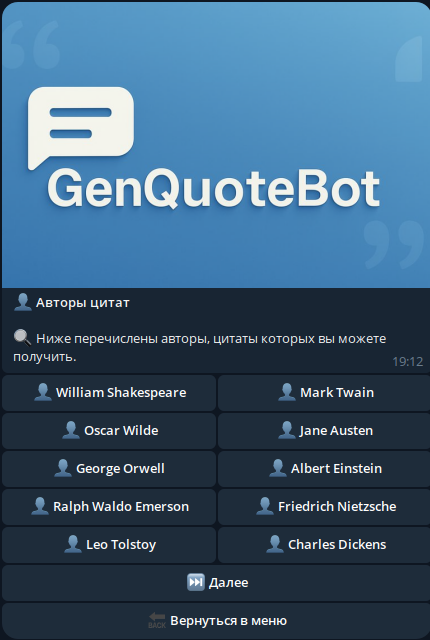 GenQuoteBot
👤 Авторы цитат
🔍 Ниже перечислены авторы, цитаты которых вы можете
получить.
19:12
👤 William Shakespeare
👤 Mark Twain
👤 Oscar Wilde
👤 Jane Austen
👤 George Orwell
👤 Albert Einstein
👤 Ralph Waldo Emerson
👤 Friedrich Nietzsche
👤 Leo Tolstoy
👤 Charles Dickens
⏭ Далее
🔙 Вернуться в меню